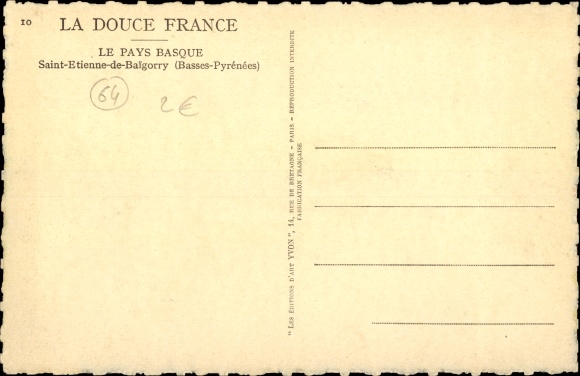 10 LA DOUCE FRANCE
LE PAYS BASQUE
Saint-Etienne-de-Baïgorry (Basses-Pyrénées)
64 2€
"LES ÉDITIONS D'ART YVON", 14, RUE DE BRETAGNE - PARIS - REPRODUCTION INTERDITE
FABRICATION FRANÇAISE